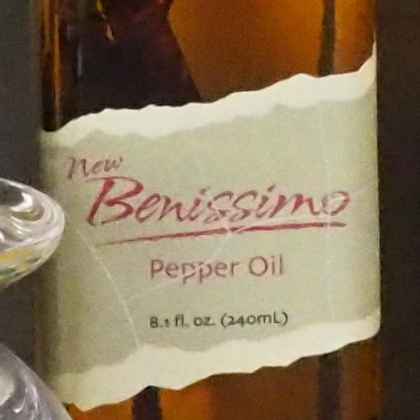 New
Benissimo
Pepper Oil
8.1 fl. oz. (240mL)